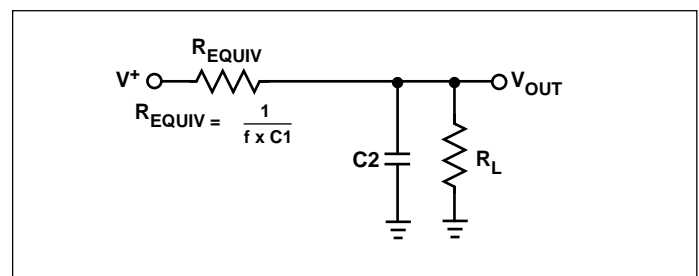 R_EQUIV
V+
V_OUT
R_EQUIV = 1 / f x C1
C2
R_L